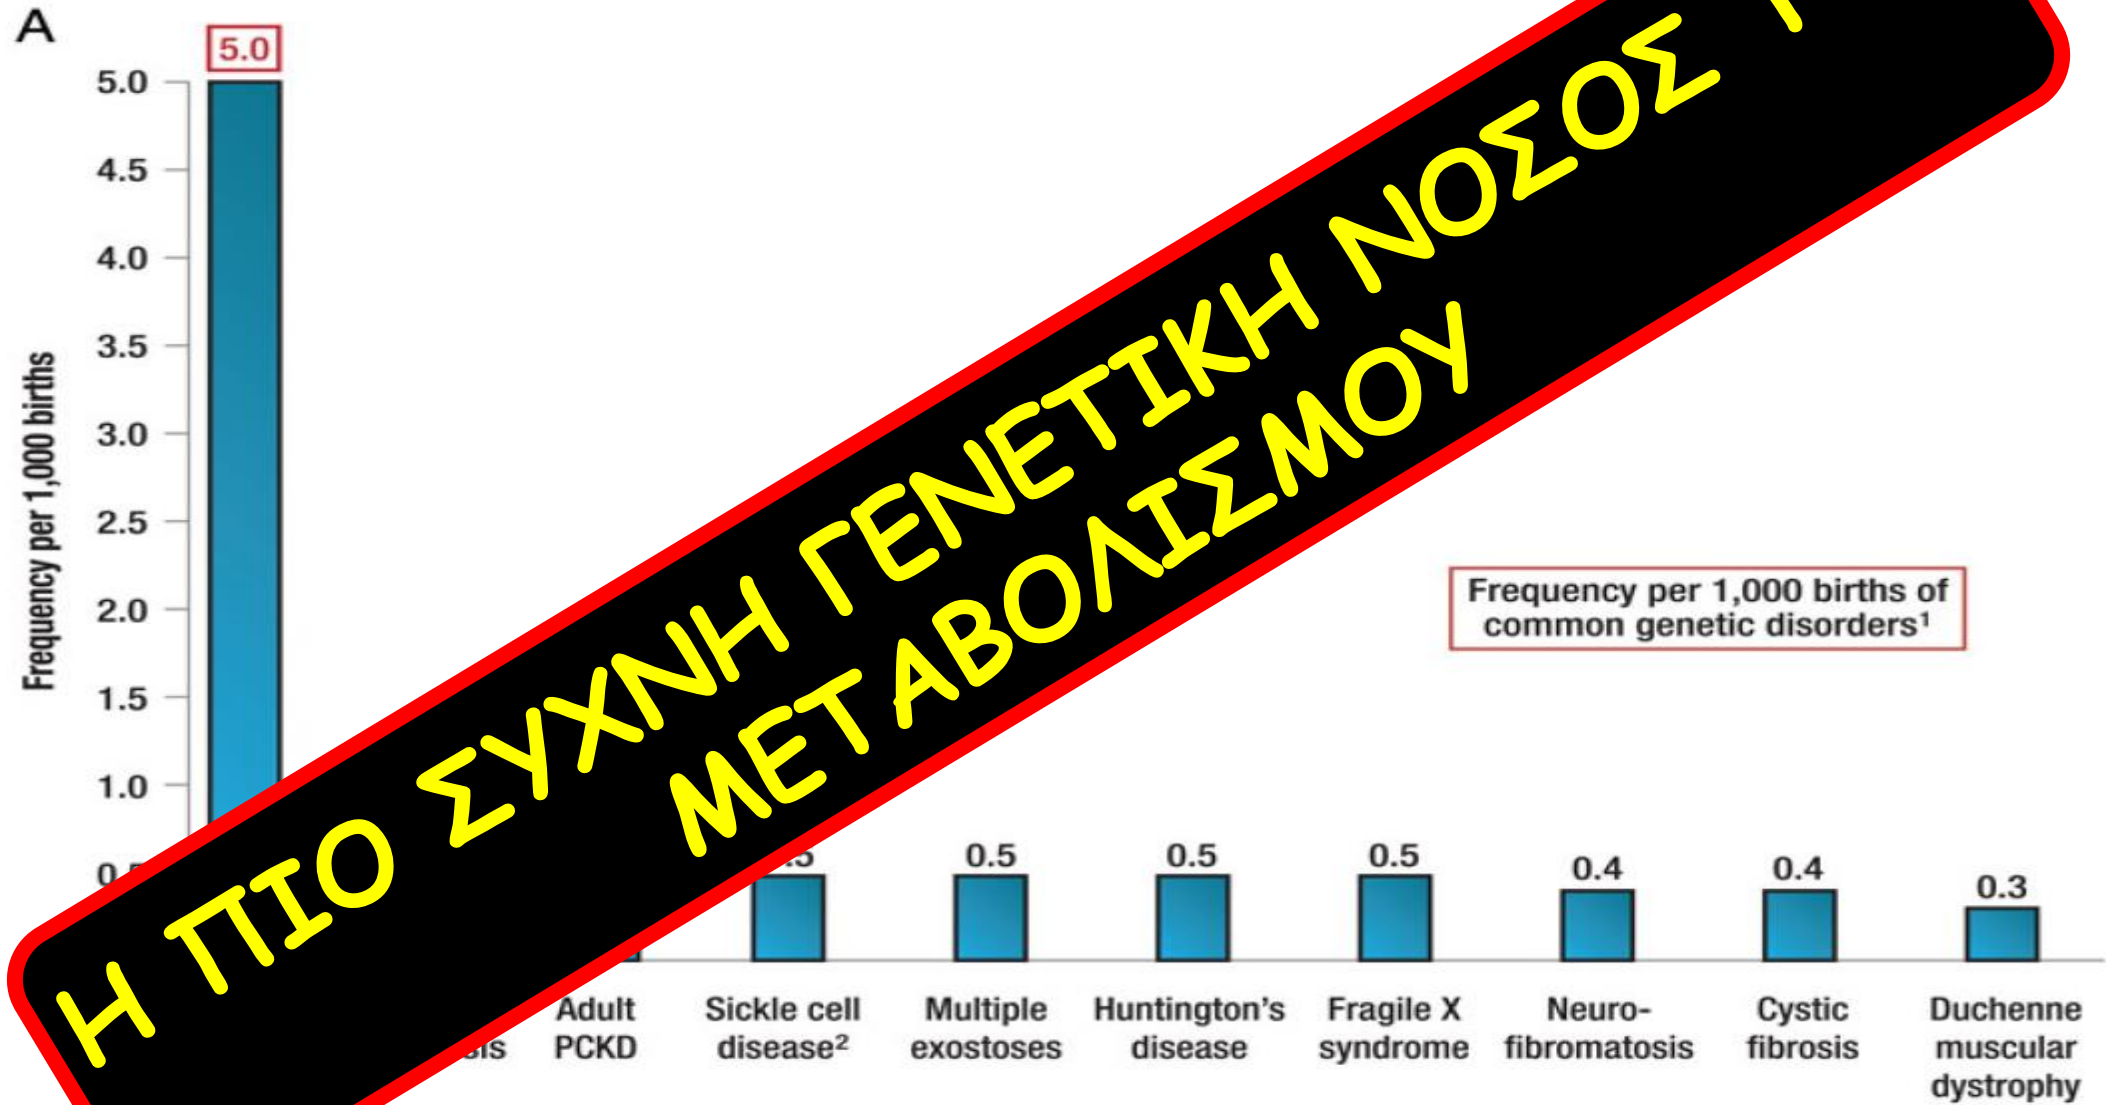 A
5.0
5.0
4.5
4.0
3.5
3.0
2.5
2.0
1.5
1.0
Frequency per 1,000 births
Η ΠΙΟ ΣΥΧΝΗ ΓΕΝΕΤΙΚΗ ΝΟΣΟΣ
ΜΕΤΑΒΟΛΙΣΜΟΥ
Frequency per 1,000 births of
common genetic disorders¹
0.5 0.5 0.5 0.4 0.4 0.3
Adult
PCKD
Sickle cell
disease²
Multiple
exostoses
Huntington's
disease
Fragile X
syndrome
Neuro-
fibromatosis
Cystic
fibrosis
Duchenne
muscular
dystrophy